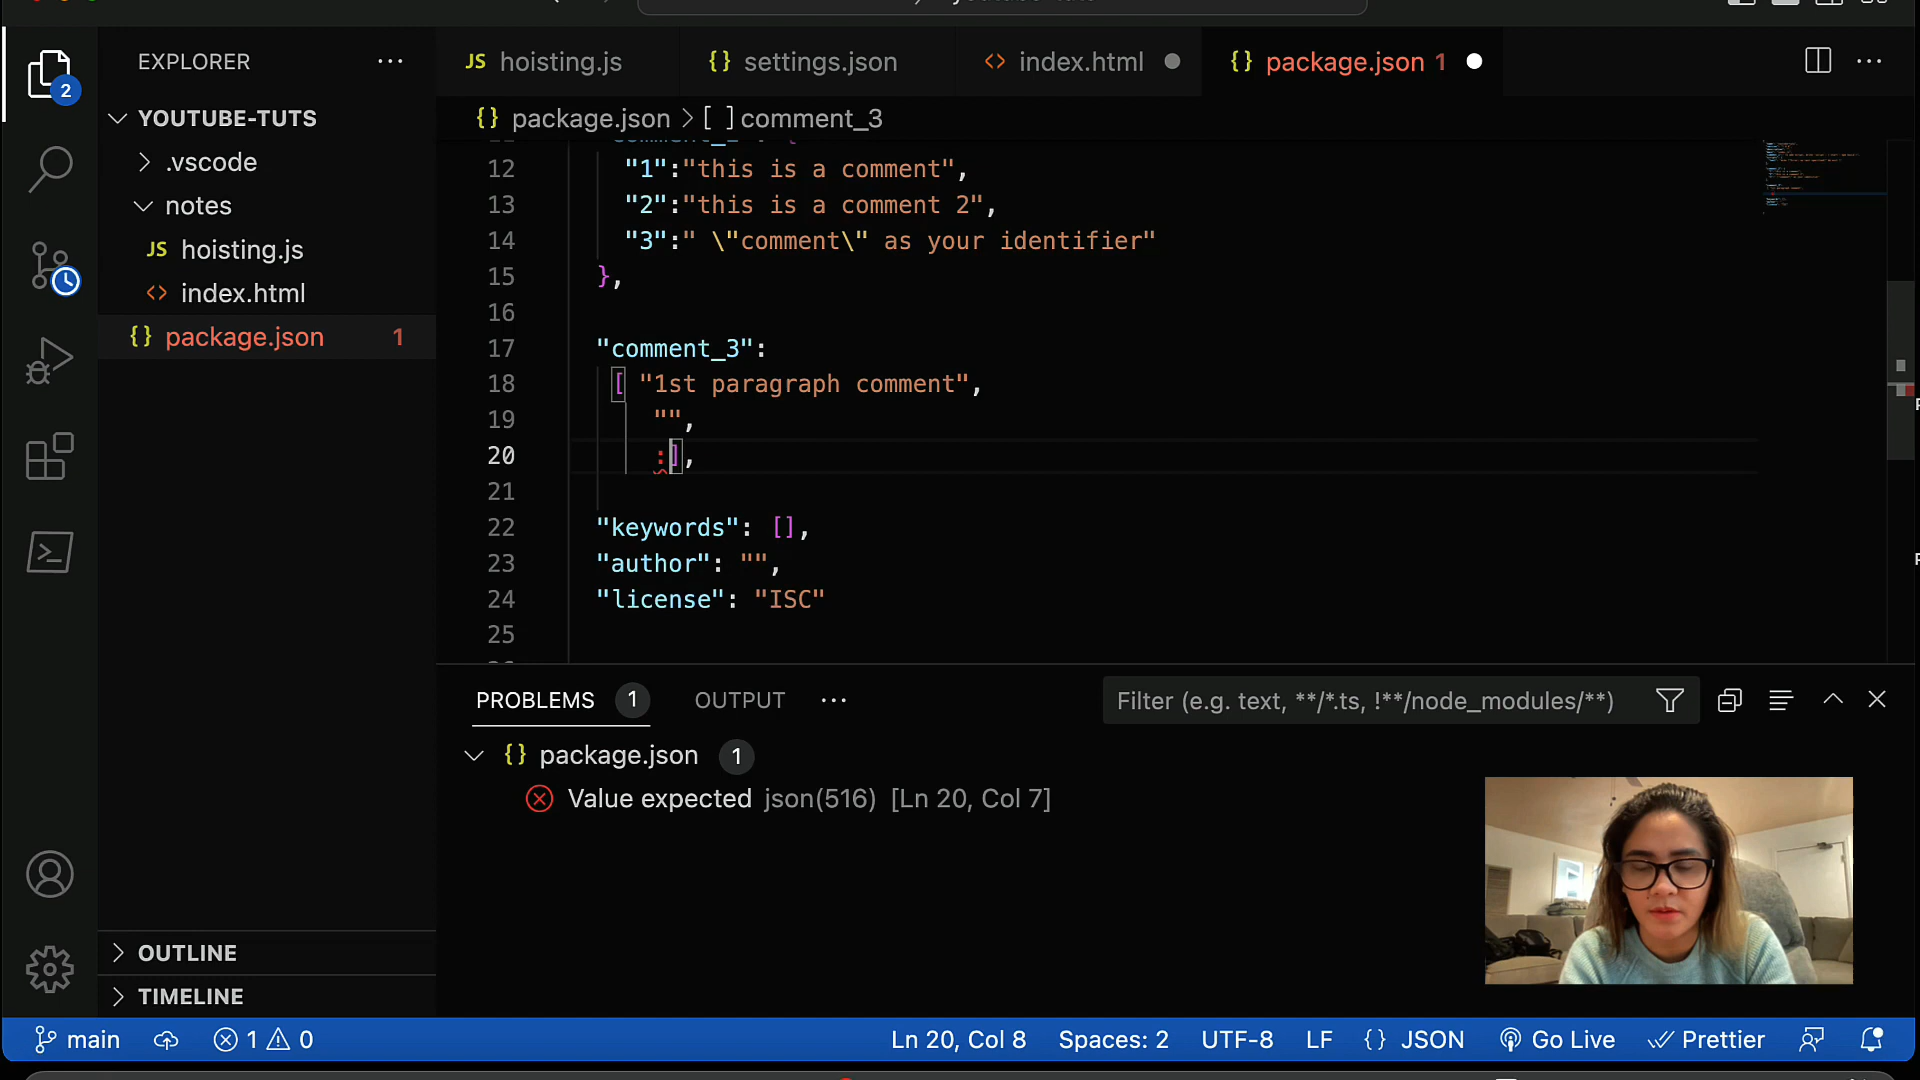 EXPLORER
2
YOUTUBE-TUTS
.vscode
notes
JS hoisting.js
<> index.html
{} package.json 1
OUTLINE
TIMELINE
JS hoisting.js
{} settings.json
<> index.html
{} package.json 1
{} package.json > [ ] comment_3
12 "1":"this is a comment",
13 "2":"this is a comment 2",
14 "3":" \"comment\" as your identifier"
15 },
16
17 "comment_3":
18 [ "1st paragraph comment",
19 "",
20 :],
21
22 "keywords": [],
23 "author": "",
24 "license": "ISC"
25
PROBLEMS 1
OUTPUT
Filter (e.g. text, **/*.ts, !**/node_modules/**)
{} package.json 1
Value expected json(516) [Ln 20, Col 7]
main
1
0
Ln 20, Col 8
Spaces: 2
UTF-8
LF
{} JSON
Go Live
Prettier